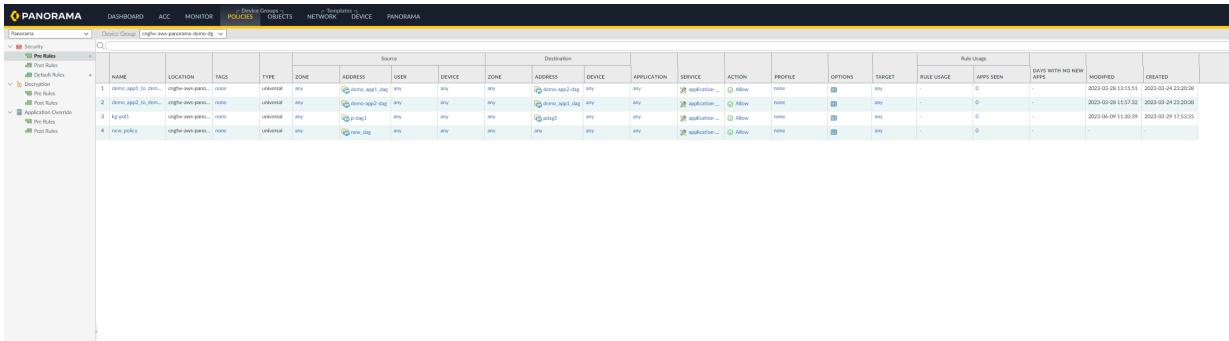 PANORAMA
DASHBOARD ACC MONITOR POLICIES OBJECTS NETWORK DEVICE PANORAMA
Device Groups Templates
Panorama Device Group cngfw-aws-panorama-demo-dg
Security
Pre Rules
Post Rules
Default Rules
Decryption
Pre Rules
Post Rules
Application Override
Pre Rules
Post Rules
Source Destination Rule Usage
NAME LOCATION TAGS TYPE ZONE ADDRESS USER DEVICE ZONE ADDRESS DEVICE APPLICATION SERVICE ACTION PROFILE OPTIONS TARGET RULE USAGE APPS SEEN DAYS WITH NO NEW APPS MODIFIED CREATED
1 demo_app1_to_dem... cngfw-aws-pano... none universal any demo_app1_dag any any any demo-app2-dag any any application-... Allow none any - 0 - 2023-03-28 13:15:51 2023-03-24 23:20:38
2 demo_app2_to_dem... cngfw-aws-pano... none universal any demo-app2-dag any any any demo_app1_dag any any application-... Allow none any - 0 - 2023-03-28 11:57:32 2023-03-24 23:20:38
3 kg-pol1 cngfw-aws-pano... none universal any p-dag1 any any any pdag3 any any application-... Allow none any - 0 - 2023-06-09 11:30:29 2023-03-29 17:53:55
4 new_policy cngfw-aws-pano... none universal any new_dag any any any any any any application-... Allow none any - 0 - - -